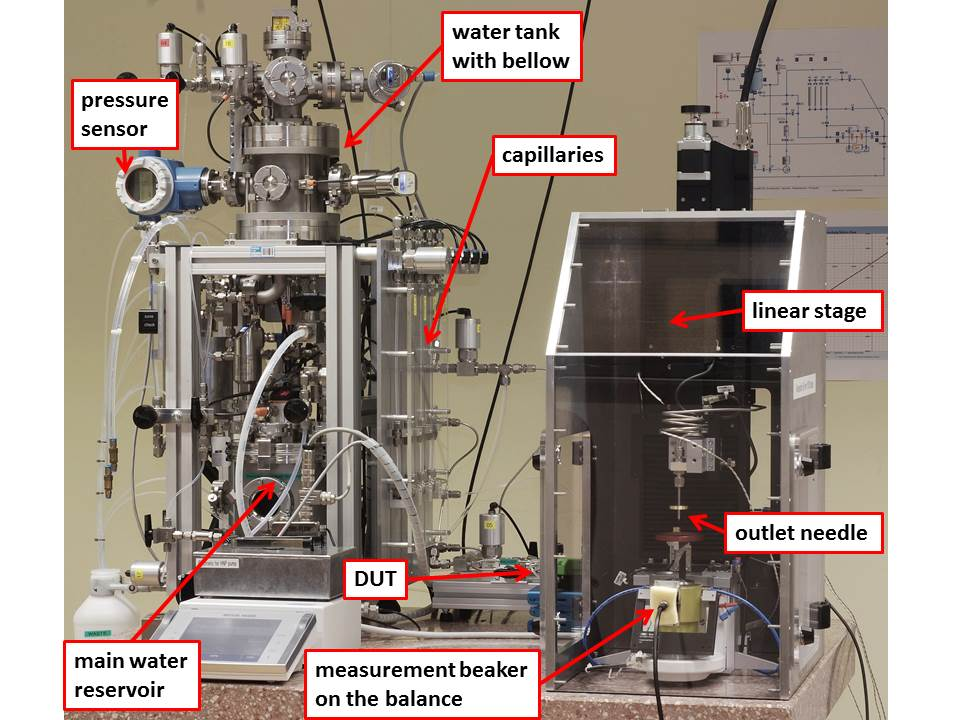 water tank
with bellow
pressure
sensor
capillaries
linear stage
outlet needle
DUT
WASTE
main water
reservoir
measurement beaker
on the balance